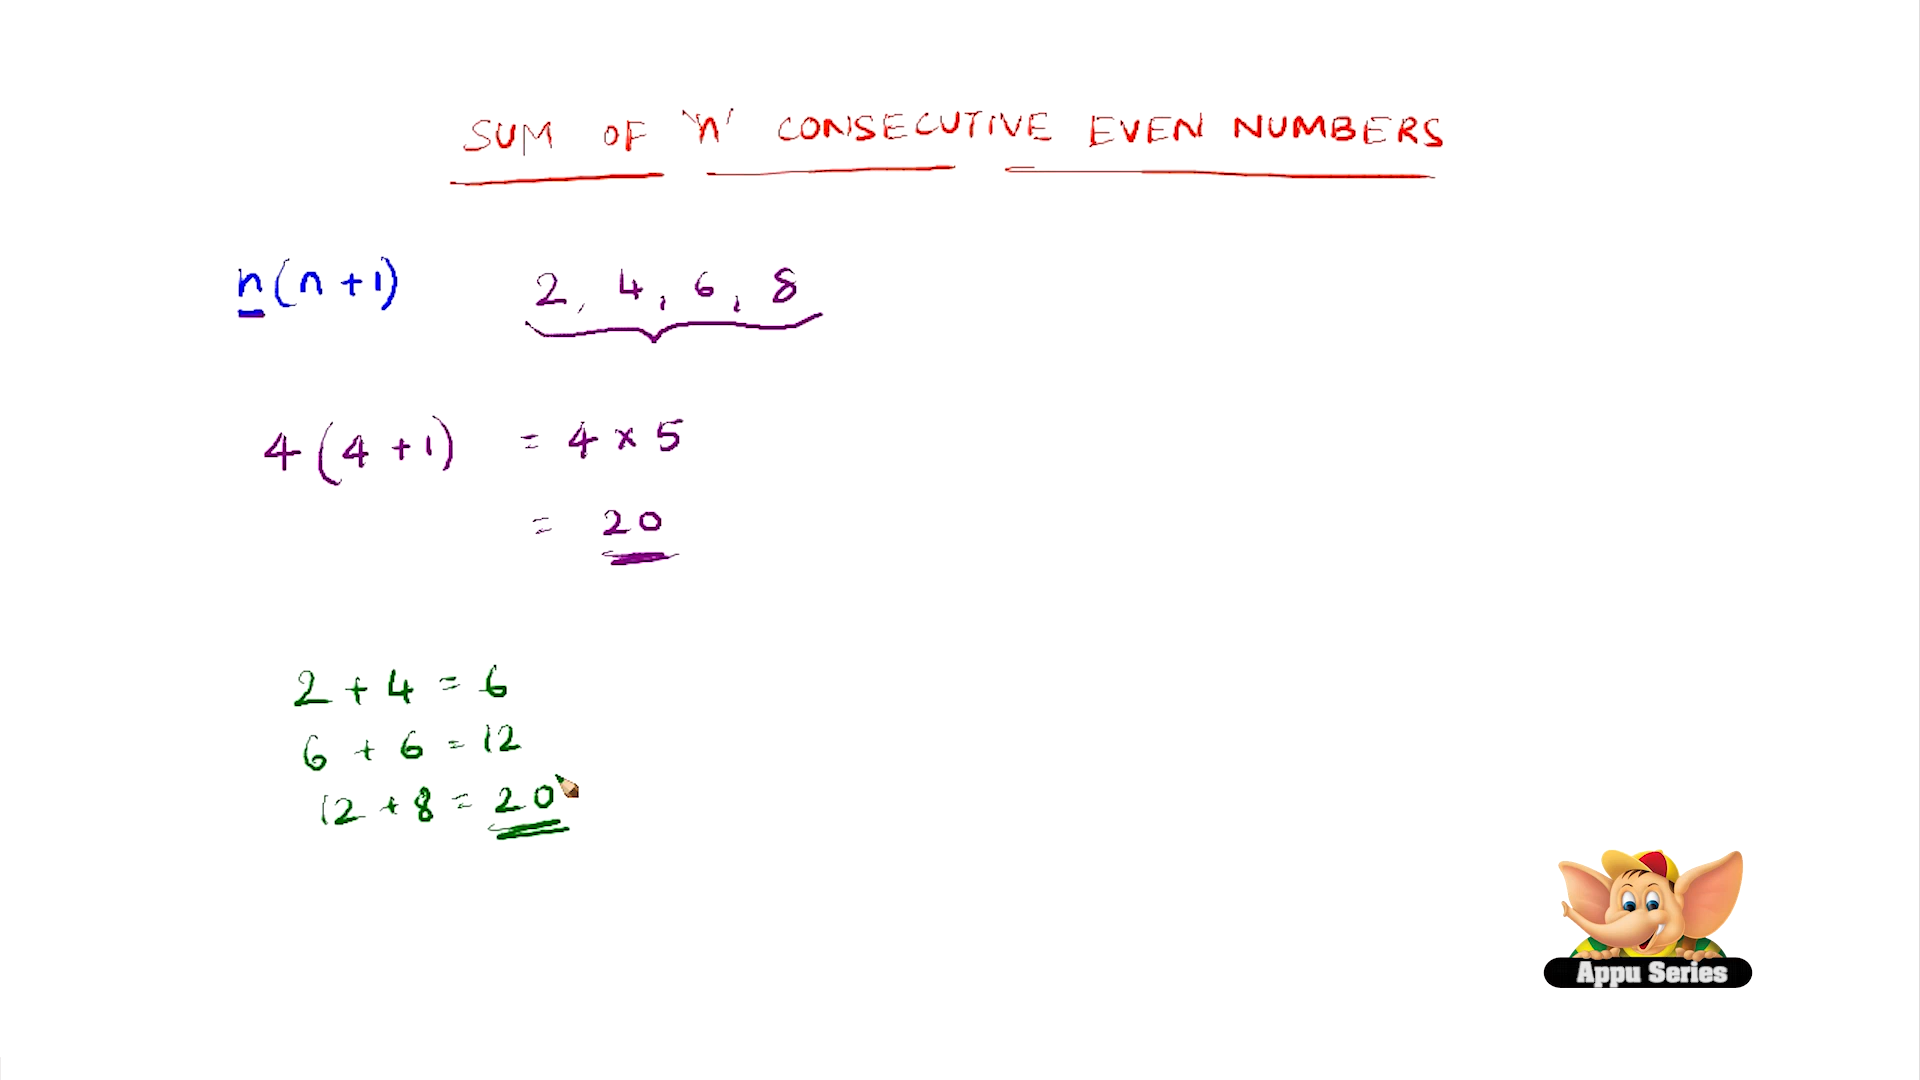 SUM OF 'n' CONSECUTIVE EVEN NUMBERS
n(n+1) 2, 4, 6, 8
4(4+1) = 4 x 5
= 20
2 + 4 = 6
6 + 6 = 12
12 + 8 = 20
Appu Series